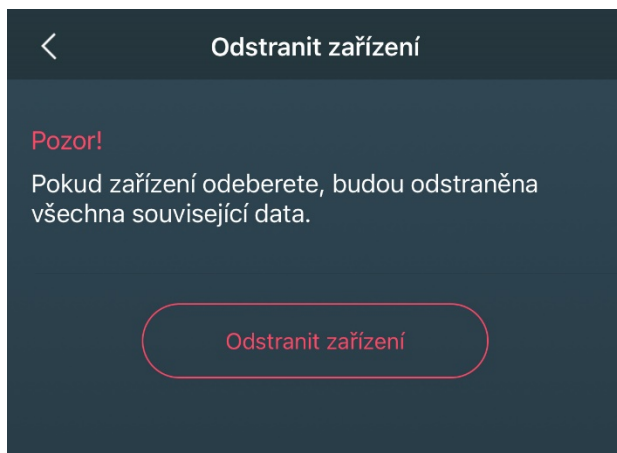 Odstranit zařízení
Pozor!
Pokud zařízení odeberete, budou odstraněna
všechna související data.
Odstranit zařízení